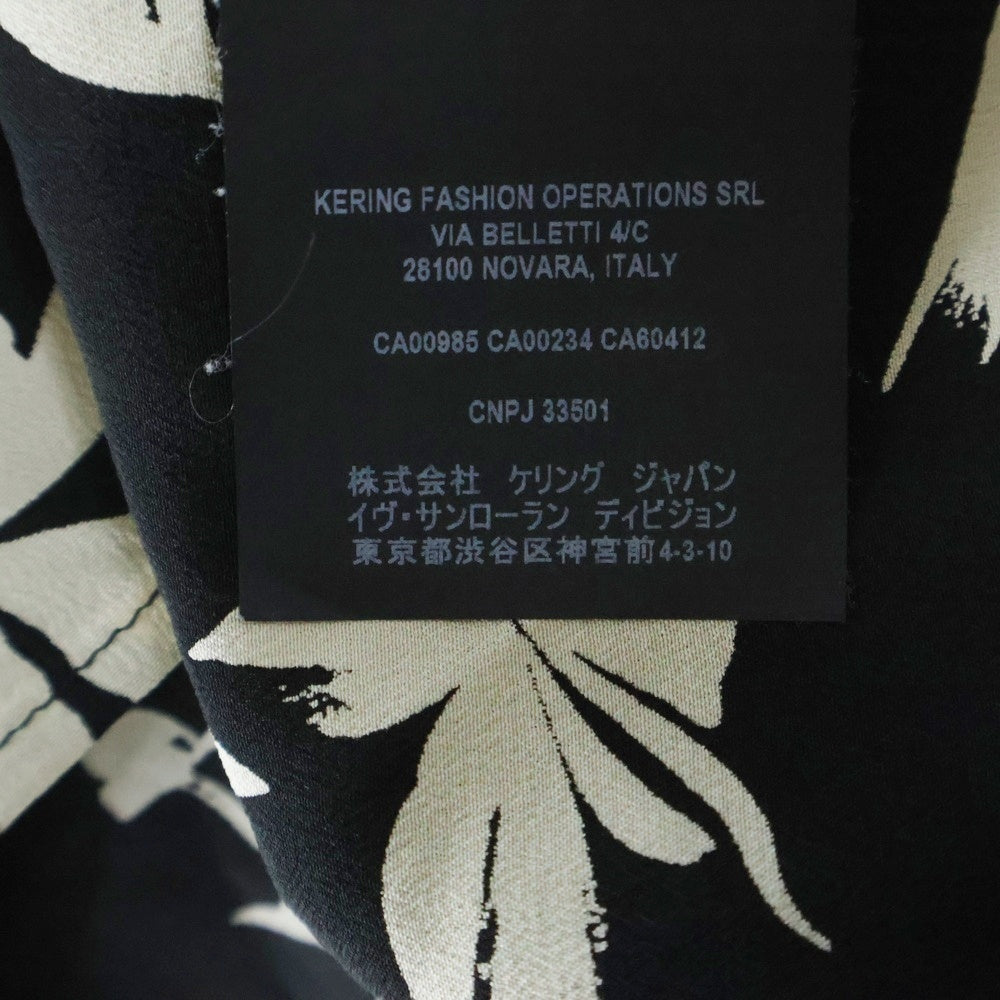 KERING FASHION OPERATIONS SRL
VIA BELLETTI 4/C
28100 NOVARA, ITALY
CA00985 CA00234 CA60412
CNPJ 33501
株式会社 ケリング ジャパン
イヴ・サンローラン ディビジョン
東京都渋谷区神宮前4-3-10